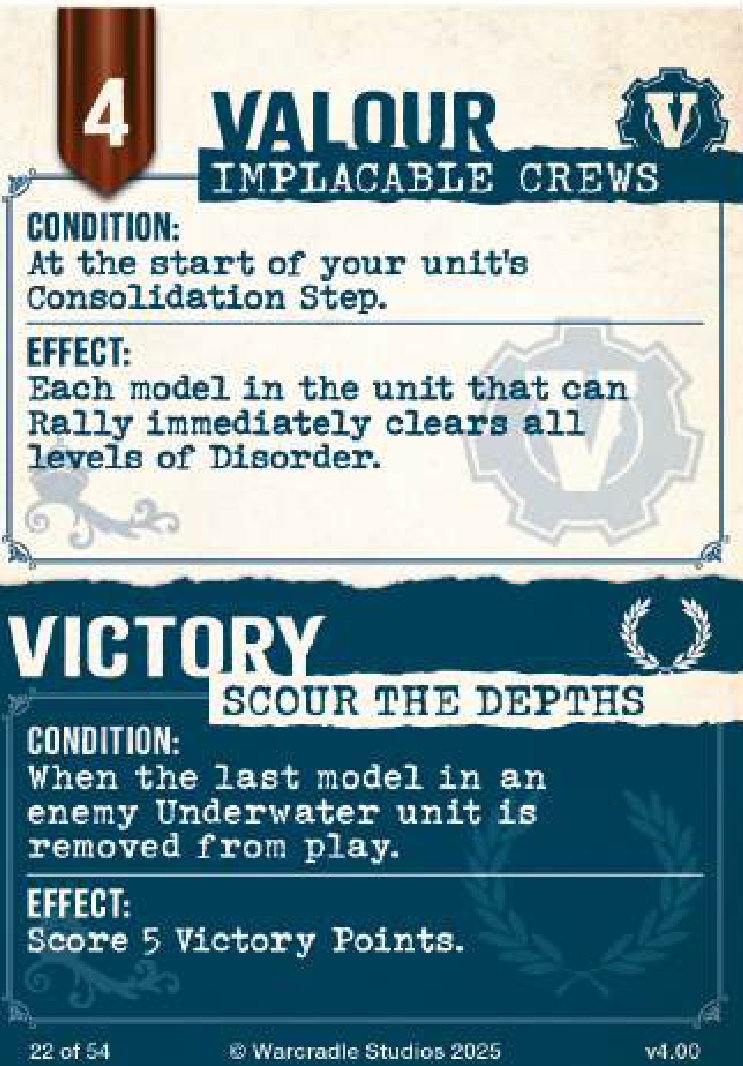 4
VALOUR
V
IMPLACABLE CREWS
CONDITION:
At the start of your unit's
Consolidation Step.
EFFECT:
Each model in the unit that can
Rally immediately clears all
levels of Disorder.
V
VICTORY
SCOUR THE DEPTHS
CONDITION:
When the last model in an
enemy Underwater unit is
removed from play.
EFFECT:
Score 5 Victory Points.
22 of 54 © Warcradle Studios 2025 v4.00